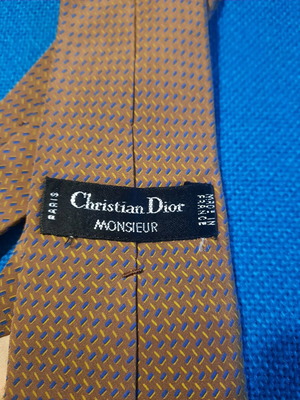 PARIS
Christian Dior
MONSIEUR
MADE IN
FRANCE